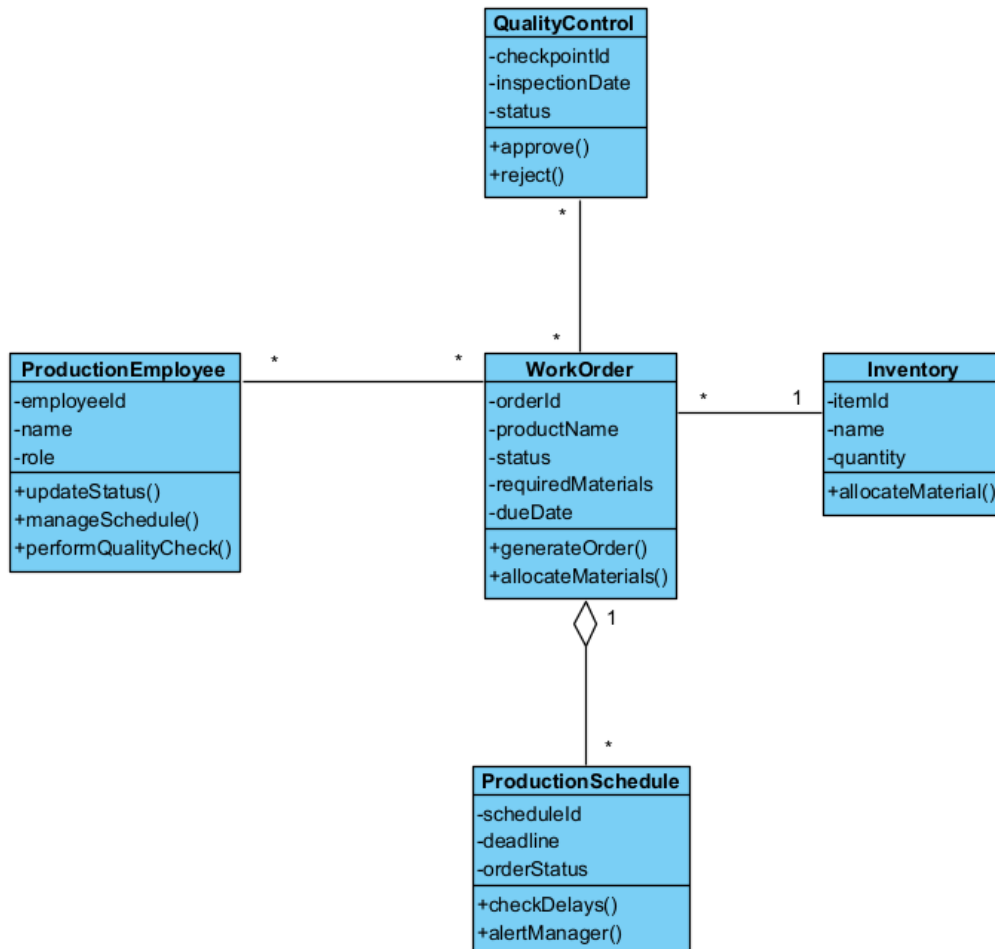 QualityControl
-checkpointId
-inspectionDate
-status
+approve()
+reject()
*
*
ProductionEmployee
-employeeId
-name
-role
+updateStatus()
+manageSchedule()
+performQualityCheck()
*
*
WorkOrder
-orderId
-productName
-status
-requiredMaterials
-dueDate
+generateOrder()
+allocateMaterials()
*
1
Inventory
-itemId
-name
-quantity
+allocateMaterial()
1
*
ProductionSchedule
-scheduleId
-deadline
-orderStatus
+checkDelays()
+alertManager()